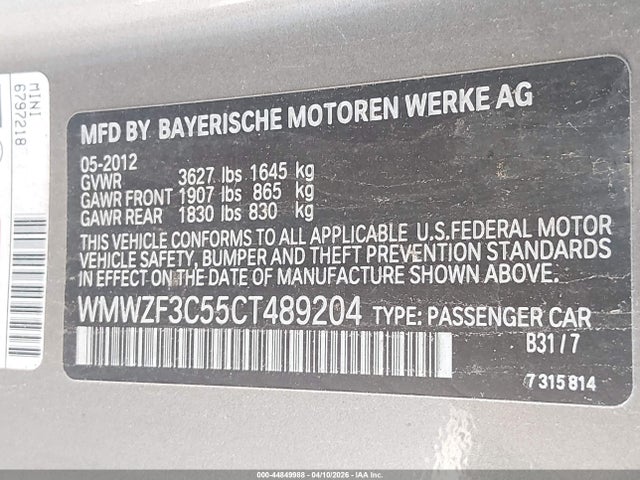 MINI
6797218
MFD BY BAYERISCHE MOTOREN WERKE AG
05-2012
GVWR 3627 lbs 1645 kg
GAWR FRONT 1907 lbs 865 kg
GAWR REAR 1830 lbs 830 kg
THIS VEHICLE CONFORMS TO ALL APPLICABLE U.S.FEDERAL MOTOR
VEHICLE SAFETY, BUMPER AND THEFT PREVENTION STANDARDS
IN EFFECT ON THE DATE OF MANUFACTURE SHOWN ABOVE.
WMWZF3C55CT489204 TYPE: PASSENGER CAR
B31/7
7 315 814
000-44849988 - 04/10/2026 - IAA Inc.